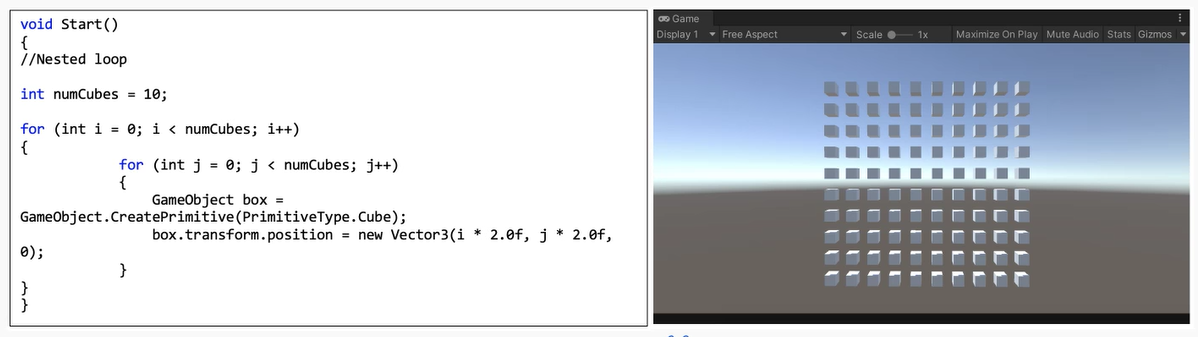 void Start()
{
//Nested loop
int numCubes = 10;
for (int i = 0; i < numCubes; i++)
{
for (int j = 0; j < numCubes; j++)
{
GameObject box =
GameObject.CreatePrimitive(PrimitiveType.Cube);
box.transform.position = new Vector3(i * 2.0f, j * 2.0f,
0);
}
}
}
Game
Display 1 Free Aspect Scale 1x Maximize On Play Mute Audio Stats Gizmos